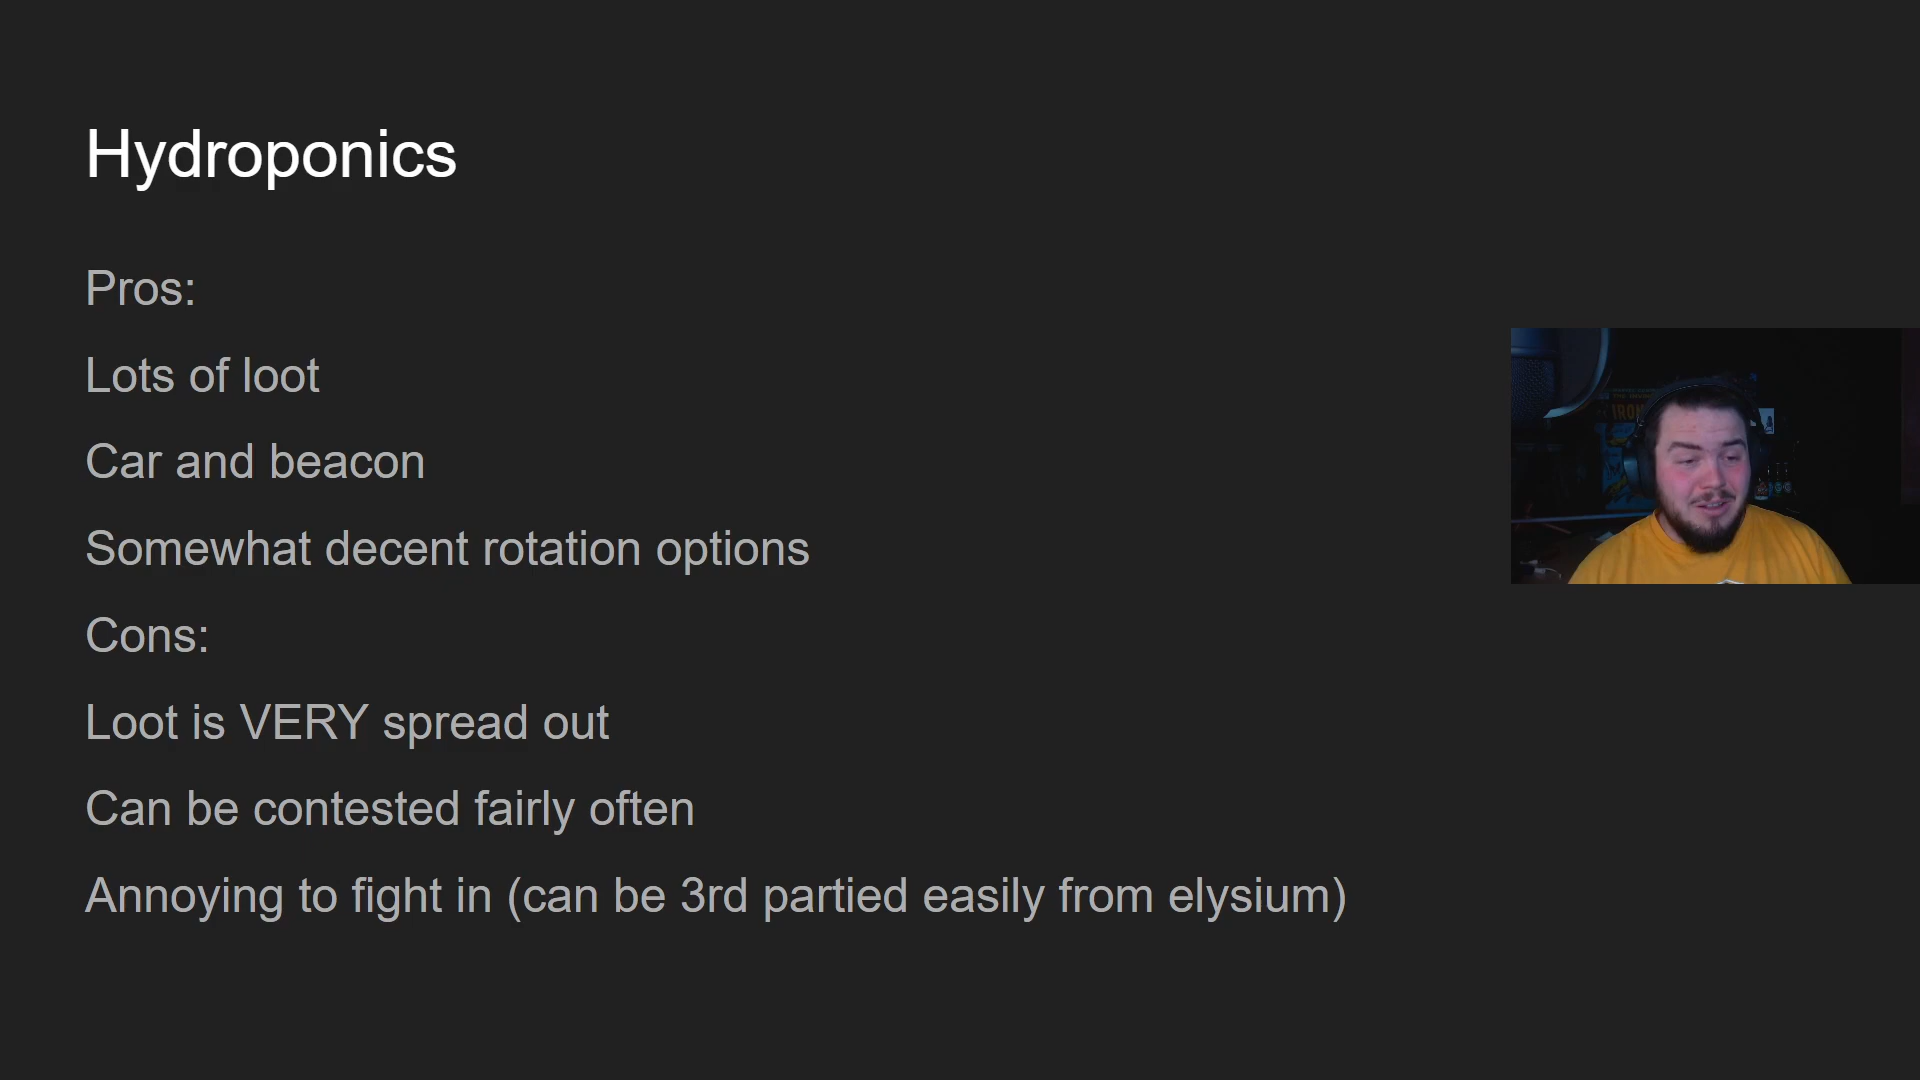 Hydroponics
Pros:
Lots of loot
Car and beacon
Somewhat decent rotation options
Cons:
Loot is VERY spread out
Can be contested fairly often
Annoying to fight in (can be 3rd partied easily from elysium)
IRON